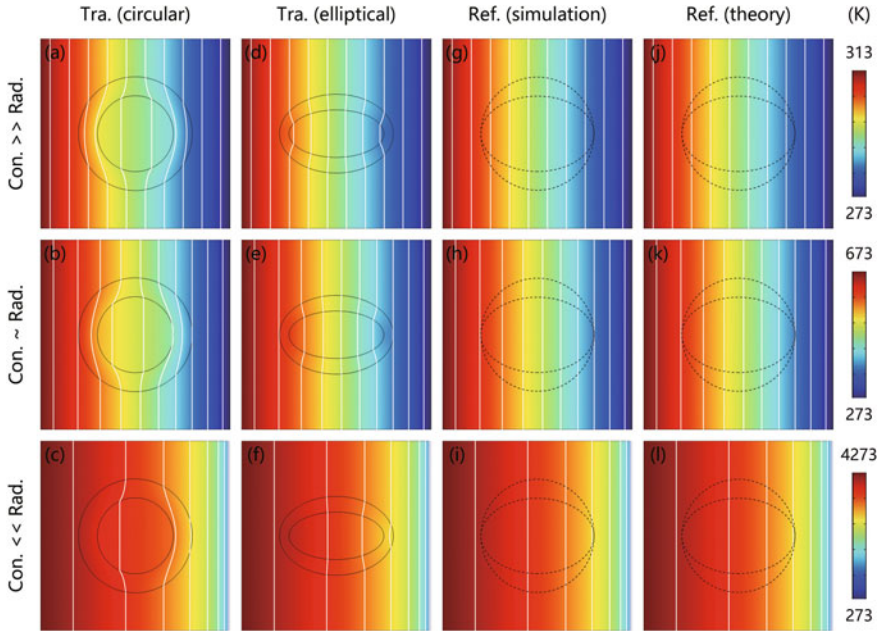 Tra. (circular) Tra. (elliptical) Ref. (simulation) Ref. (theory) (K)
(a) (d) (g) (j) 313
Con. >> Rad.
273
(b) (e) (h) (k) 673
Con. ~ Rad.
273
(c) (f) (i) (l) 4273
Con. << Rad.
273